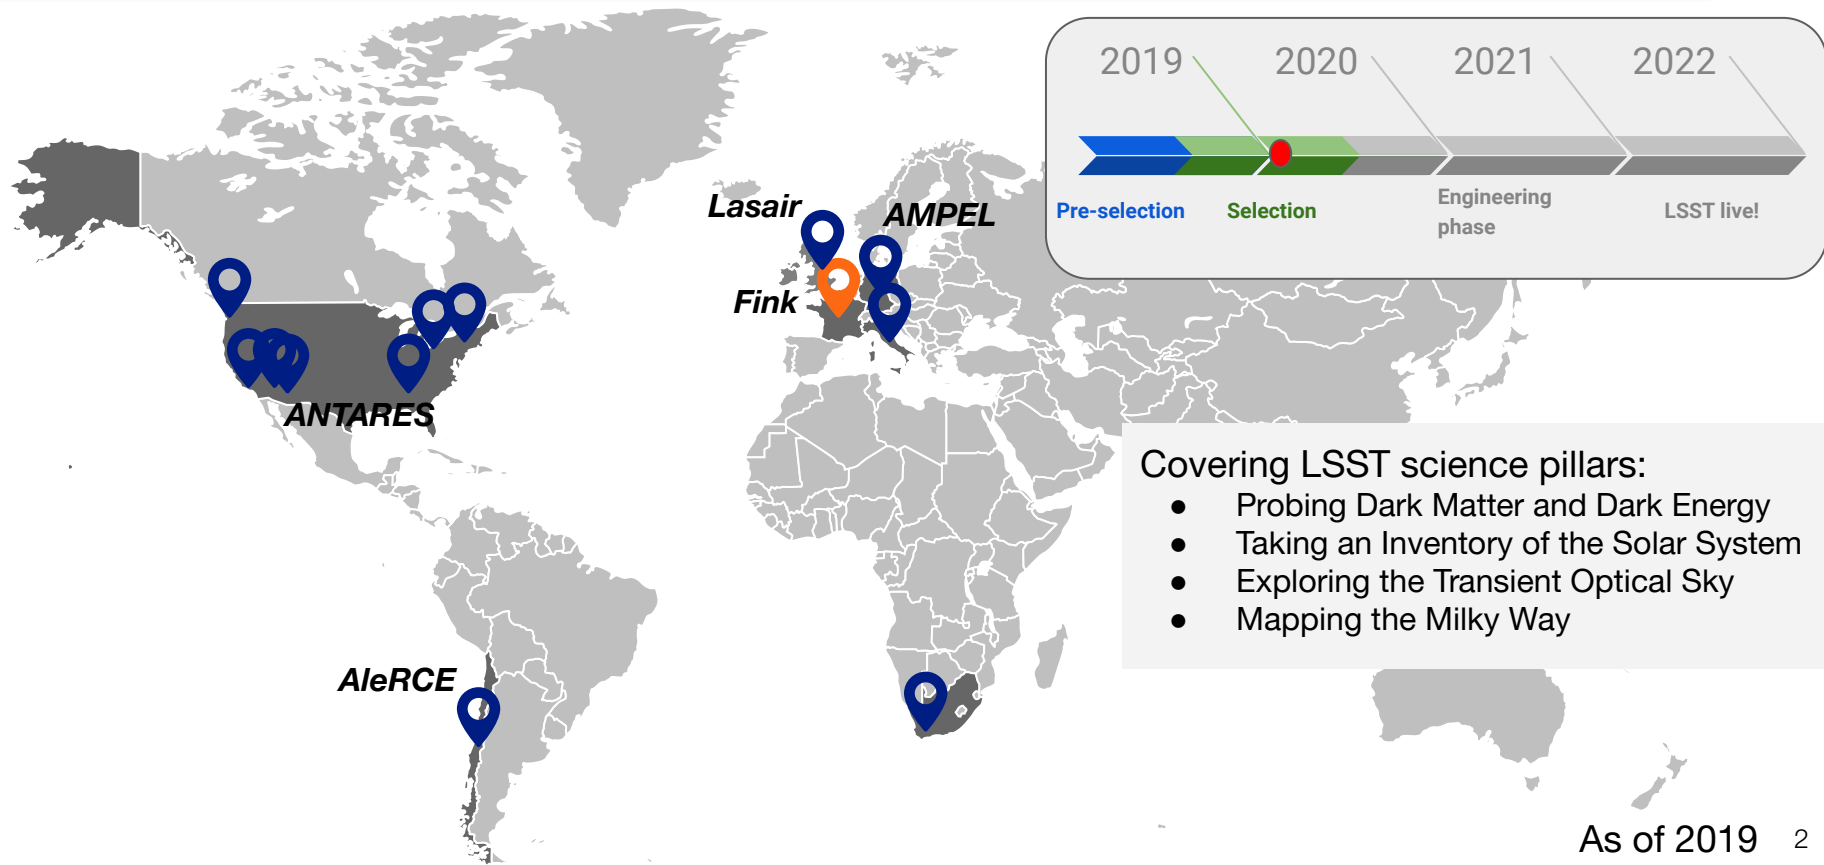 2019
2020
2021
2022
Pre-selection
Selection
Engineering
phase
LSST live!
Lasair
AMPEL
Fink
ANTARES
AleRCE
Covering LSST science pillars:
● Probing Dark Matter and Dark Energy
● Taking an Inventory of the Solar System
● Exploring the Transient Optical Sky
● Mapping the Milky Way
As of 2019
2